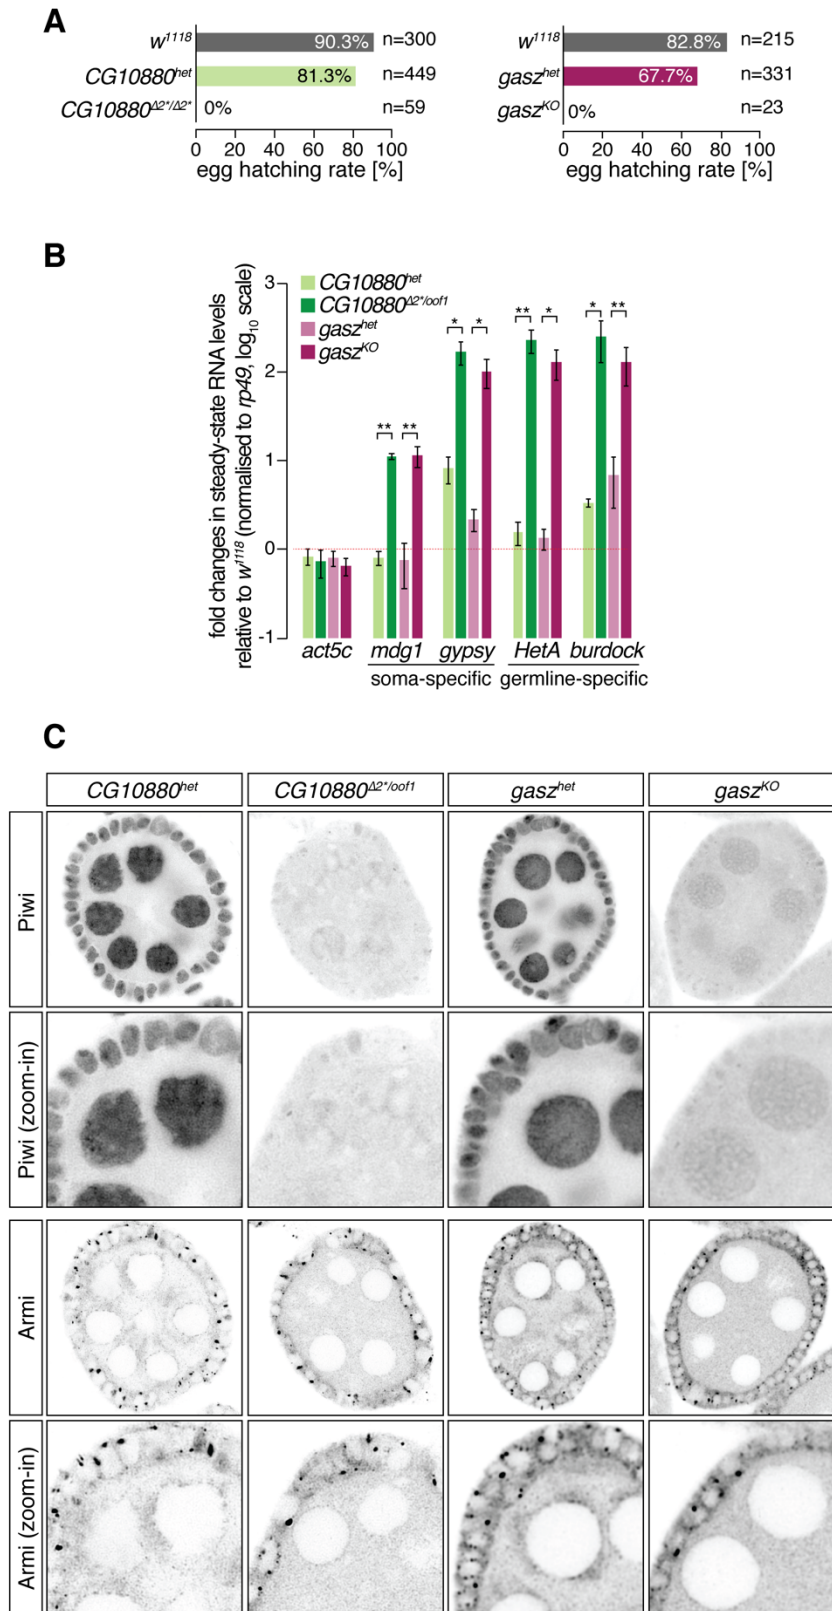 A
w1118 90.3% n=300
CG10880het 81.3% n=449
CG10880Δ2*/Δ2* 0% n=59
0 20 40 60 80 100
egg hatching rate [%]
w1118 82.8% n=215
gaszhet 67.7% n=331
gaszKO 0% n=23
0 20 40 60 80 100
egg hatching rate [%]
B
fold changes in steady-state RNA levels
relative to w1118 (normalised to rp49, log10 scale)
3
2
1
0
-1
CG10880het
CG10880Δ2*/oof1
gaszhet
gaszKO
** ** * * ** * * **
act5c mdg1 gypsy HetA burdock
soma-specific germline-specific
C
CG10880het CG10880Δ2*/oof1 gaszhet gaszKO
Piwi
Piwi (zoom-in)
Armi
Armi (zoom-in)